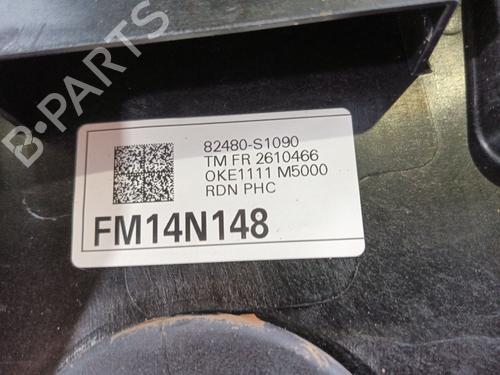 B-PARTS
82480-S1090
TM FR 2610466
OKE1111 M5000
RDN PHC
FM14N148